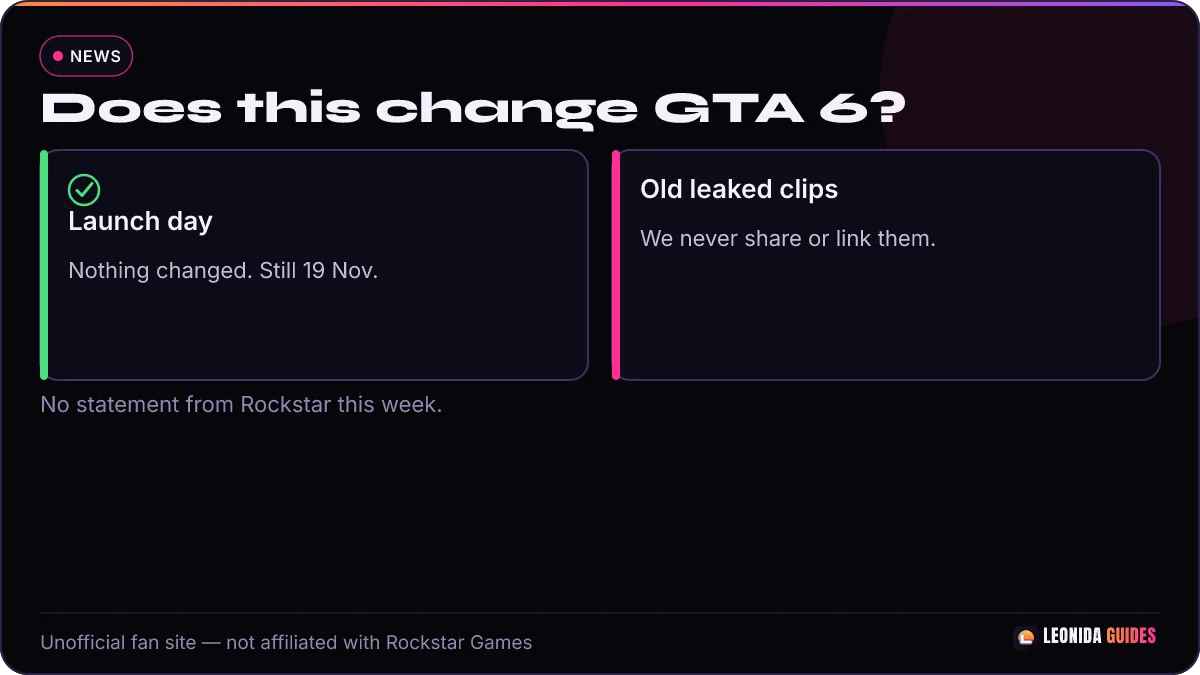 NEWS
Does this change GTA 6?
Launch day
Nothing changed. Still 19 Nov.
Old leaked clips
We never share or link them.
No statement from Rockstar this week.
Unofficial fan site — not affiliated with Rockstar Games
LEONIDA GUIDES